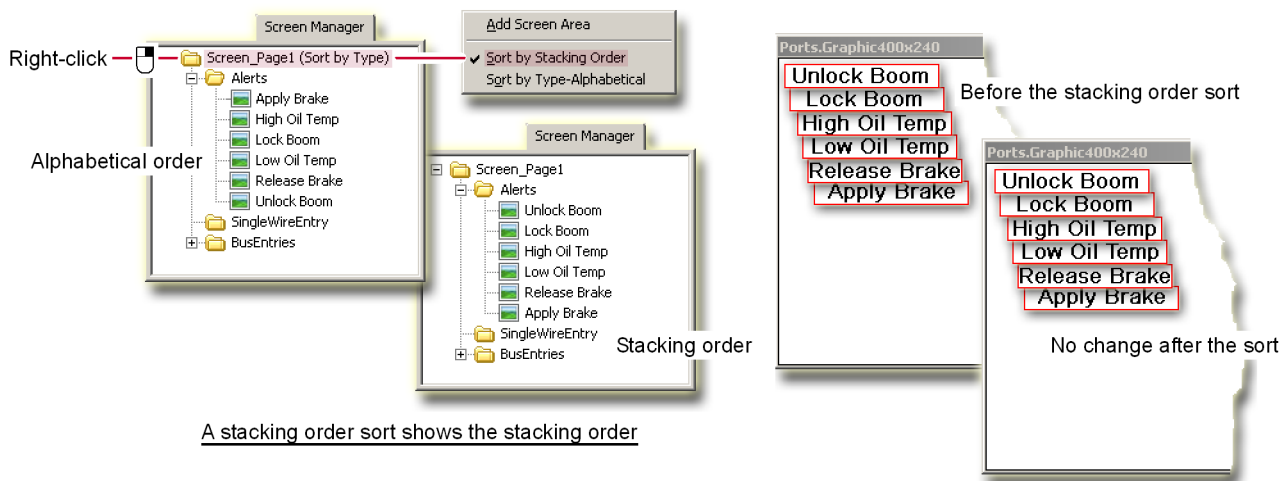 Screen Manager
Right-click
Screen_Page1 (Sort by Type)
Alerts
Apply Brake
High Oil Temp
Lock Boom
Low Oil Temp
Release Brake
Unlock Boom
SingleWireEntry
BusEntries
Alphabetical order
Add Screen Area
Sort by Stacking Order
Sort by Type-Alphabetical
Screen Manager
Screen_Page1
Alerts
Unlock Boom
Lock Boom
High Oil Temp
Low Oil Temp
Release Brake
Apply Brake
SingleWireEntry
BusEntries
Stacking order
A stacking order sort shows the stacking order
Ports.Graphic400x240
Unlock Boom
Lock Boom
High Oil Temp
Low Oil Temp
Release Brake
Apply Brake
Before the stacking order sort
Ports.Graphic400x240
Unlock Boom
Lock Boom
High Oil Temp
Low Oil Temp
Release Brake
Apply Brake
No change after the sort